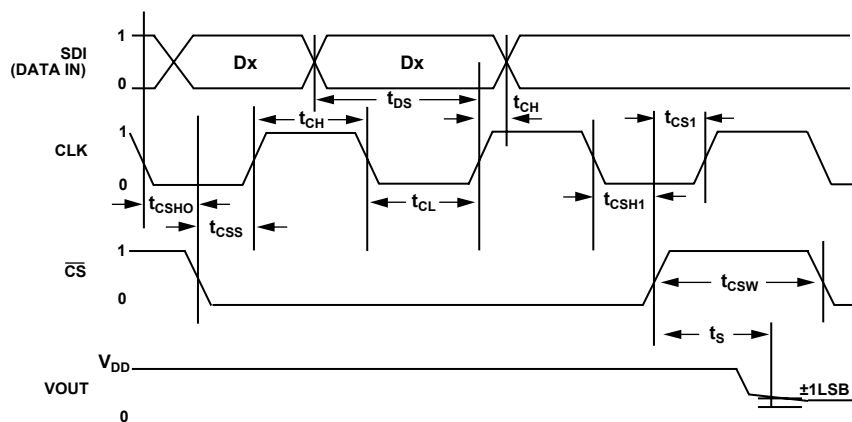 1
SDI
(DATA IN)
Dx
Dx
0
tDS
tCH
tCH
tCS1
1
CLK
0
tCSHO
tCSS
tCL
tCSH1
1
CS
0
tCSW
tS
VDD
VOUT
±1LSB
0